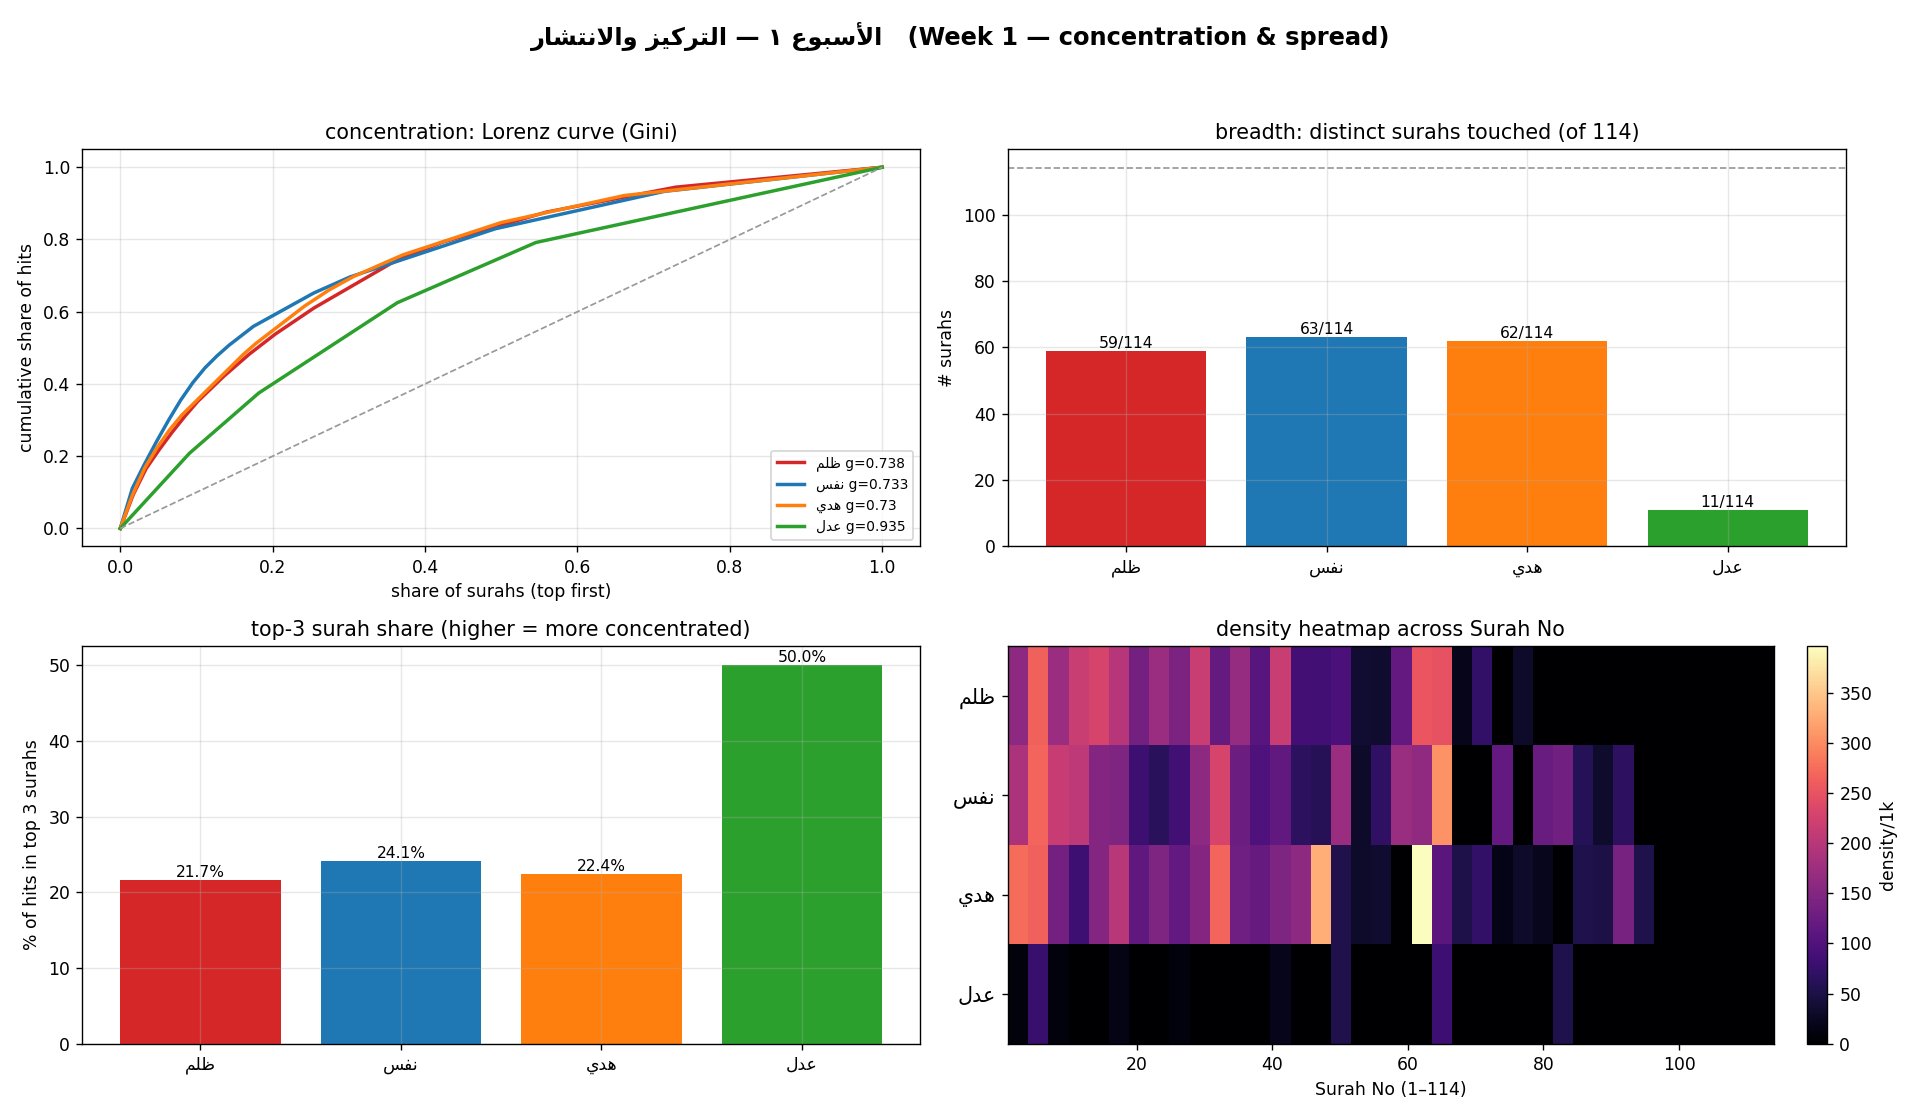 الأسبوع ١ — التركيز والانتشار (Week 1 — concentration & spread)
concentration: Lorenz curve (Gini)
cumulative share of hits
1.0
0.8
0.6
0.4
0.2
0.0
0.0 0.2 0.4 0.6 0.8 1.0
share of surahs (top first)
ظلم g=0.738
نفس g=0.733
هدي g=0.73
عدل g=0.935
breadth: distinct surahs touched (of 114)
# surahs
100
80
60
40
20
0
59/114
63/114
62/114
11/114
ظلم
نفس
هدي
عدل
top-3 surah share (higher = more concentrated)
% of hits in top 3 surahs
50
40
30
20
10
0
21.7%
24.1%
22.4%
50.0%
ظلم
نفس
هدي
عدل
density heatmap across Surah No
ظلم
نفس
هدي
عدل
20 40 60 80 100
Surah No (1–114)
350
300
250
200
150
100
50
0
density/1k